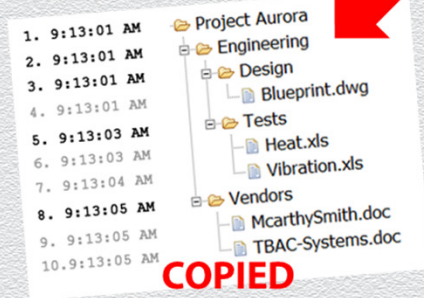 1. 9:13:01 AM Project Aurora
2. 9:13:01 AM Engineering
3. 9:13:01 AM Design
4. 9:13:01 AM Blueprint.dwg
5. 9:13:03 AM Tests
6. 9:13:03 AM Heat.xls
7. 9:13:04 AM Vibration.xls
8. 9:13:05 AM Vendors
9. 9:13:05 AM McarthySmith.doc
10.9:13:05 AM TBAC-Systems.doc
COPIED